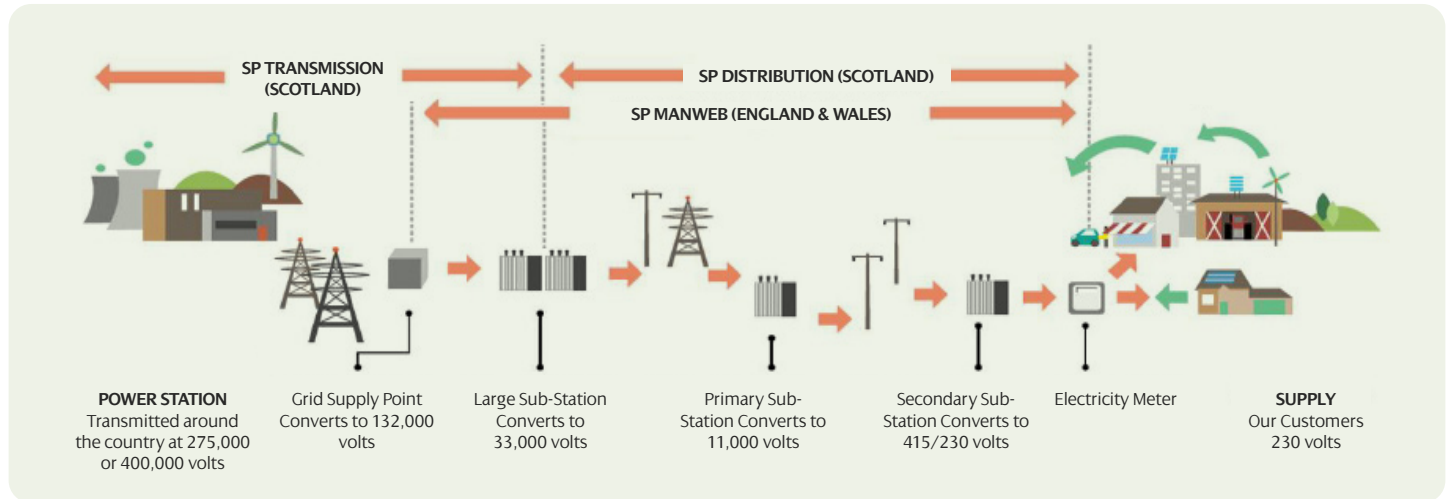 SP TRANSMISSION
(SCOTLAND)
SP DISTRIBUTION (SCOTLAND)
SP MANWEB (ENGLAND & WALES)
POWER STATION
Transmitted around
the country at 275,000
or 400,000 volts
Grid Supply Point
Converts to 132,000
volts
Large Sub-Station
Converts to
33,000 volts
Primary Sub-
Station Converts to
11,000 volts
Secondary Sub-
Station Converts to
415/230 volts
Electricity Meter
SUPPLY
Our Customers
230 volts